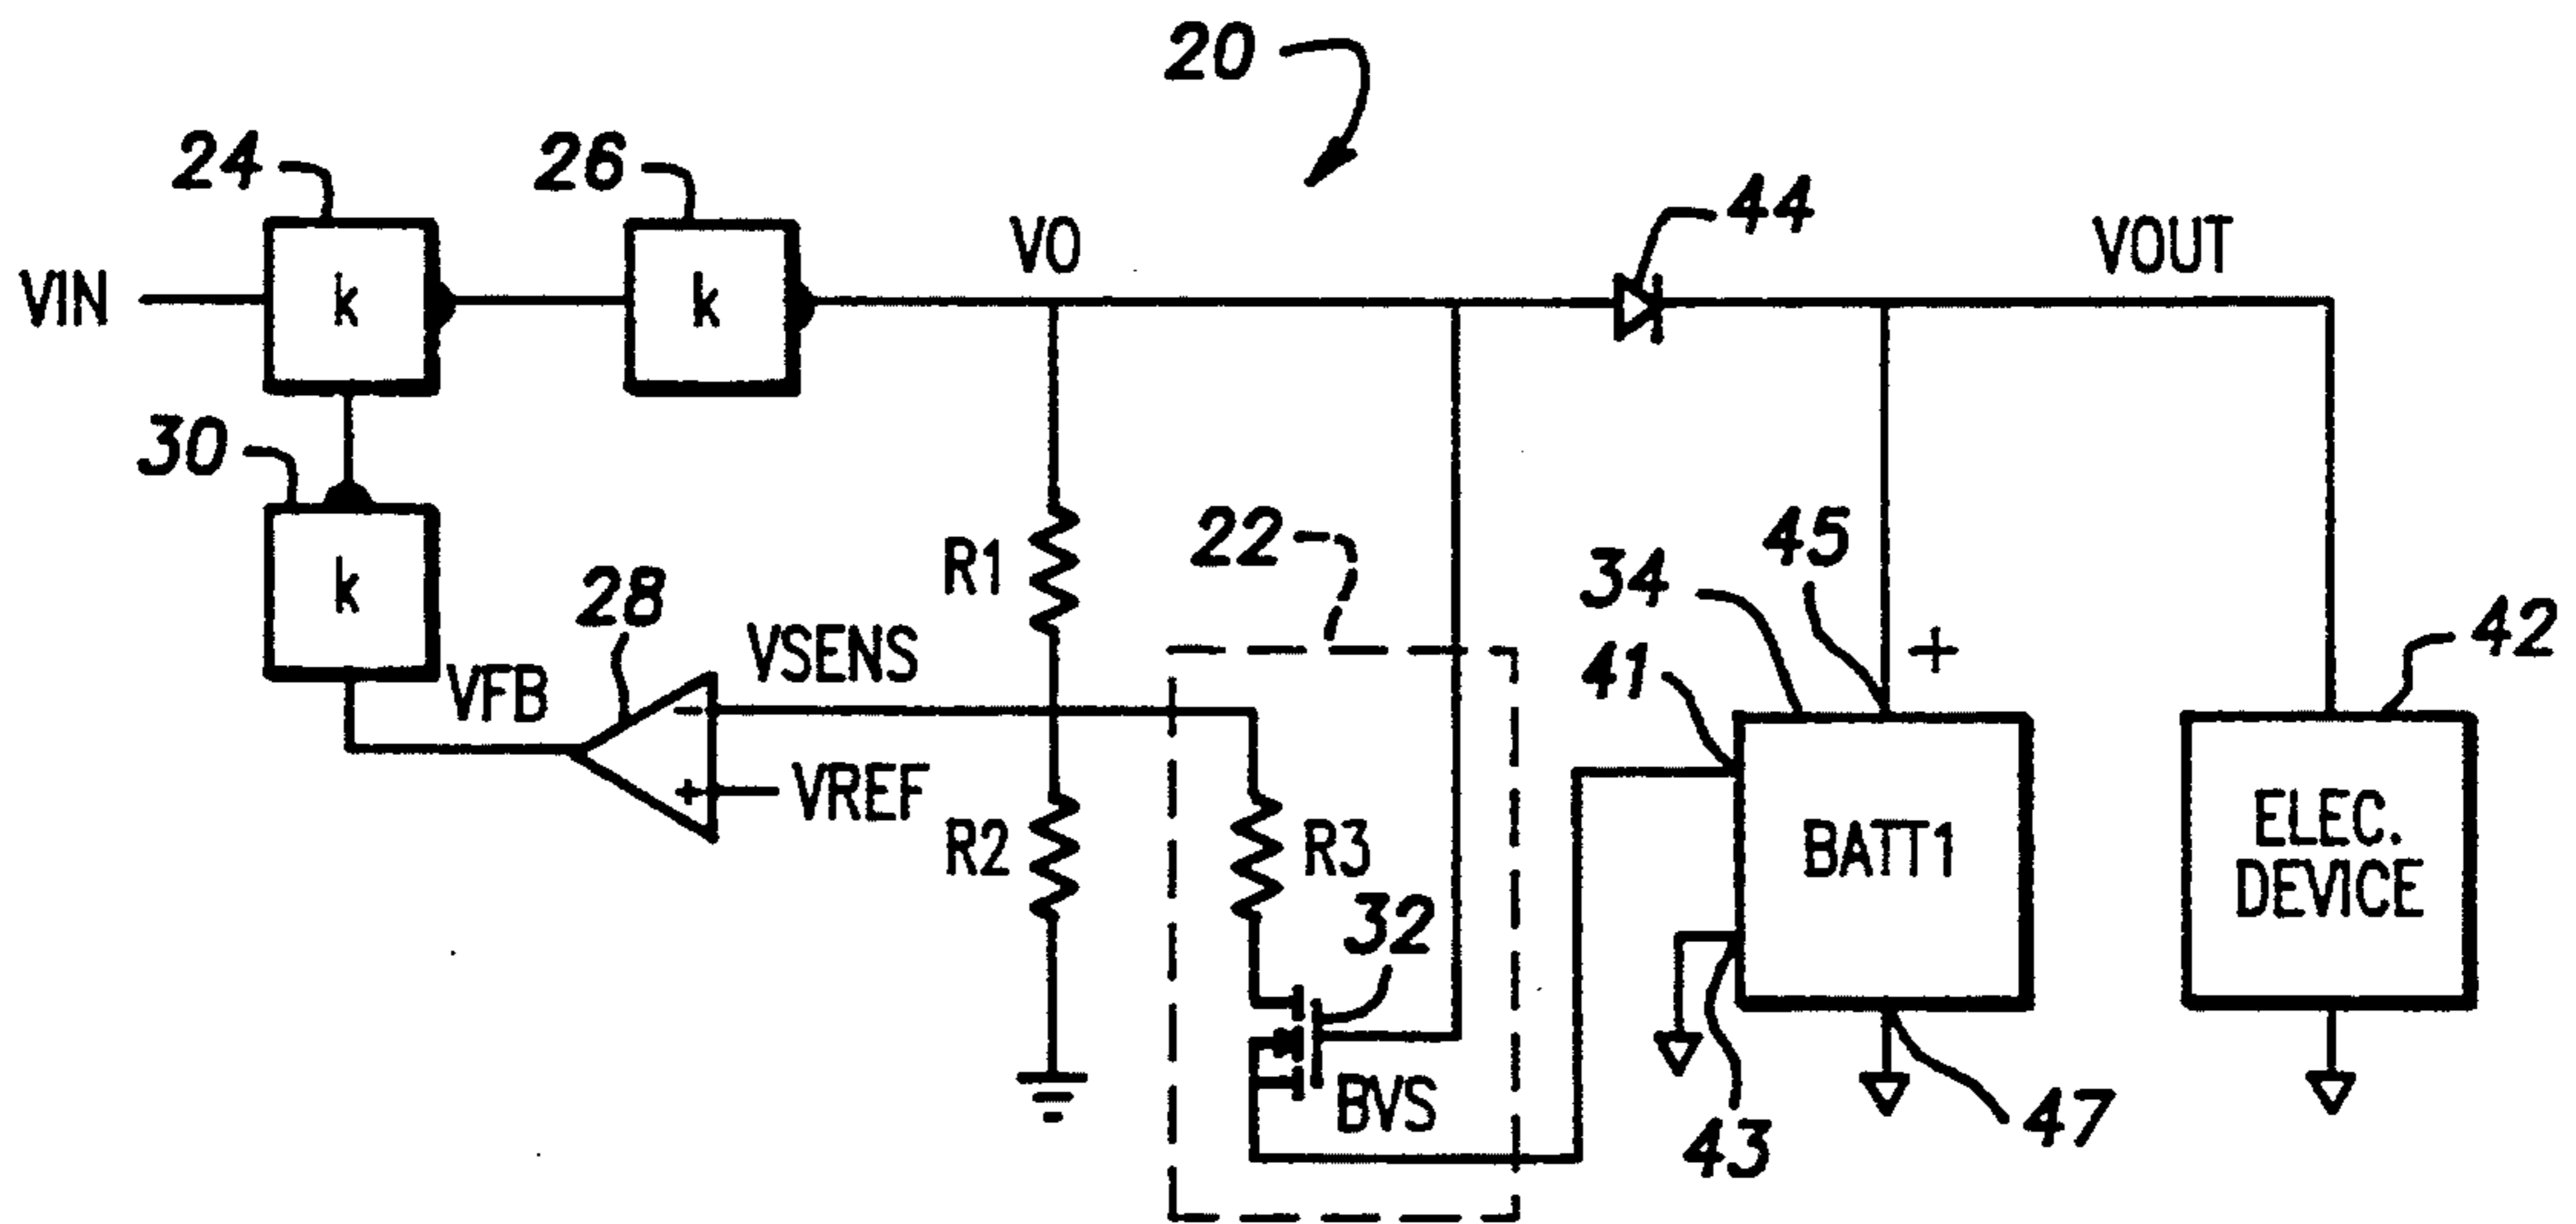 20
24
26
44
VIN
k
k
VO
VOUT
30
k
R1
22
45
34
41
+
42
28
VFB
VSENS
-
+
VREF
R2
R3
32
BVS
BATT1
ELEC.
DEVICE
43
47